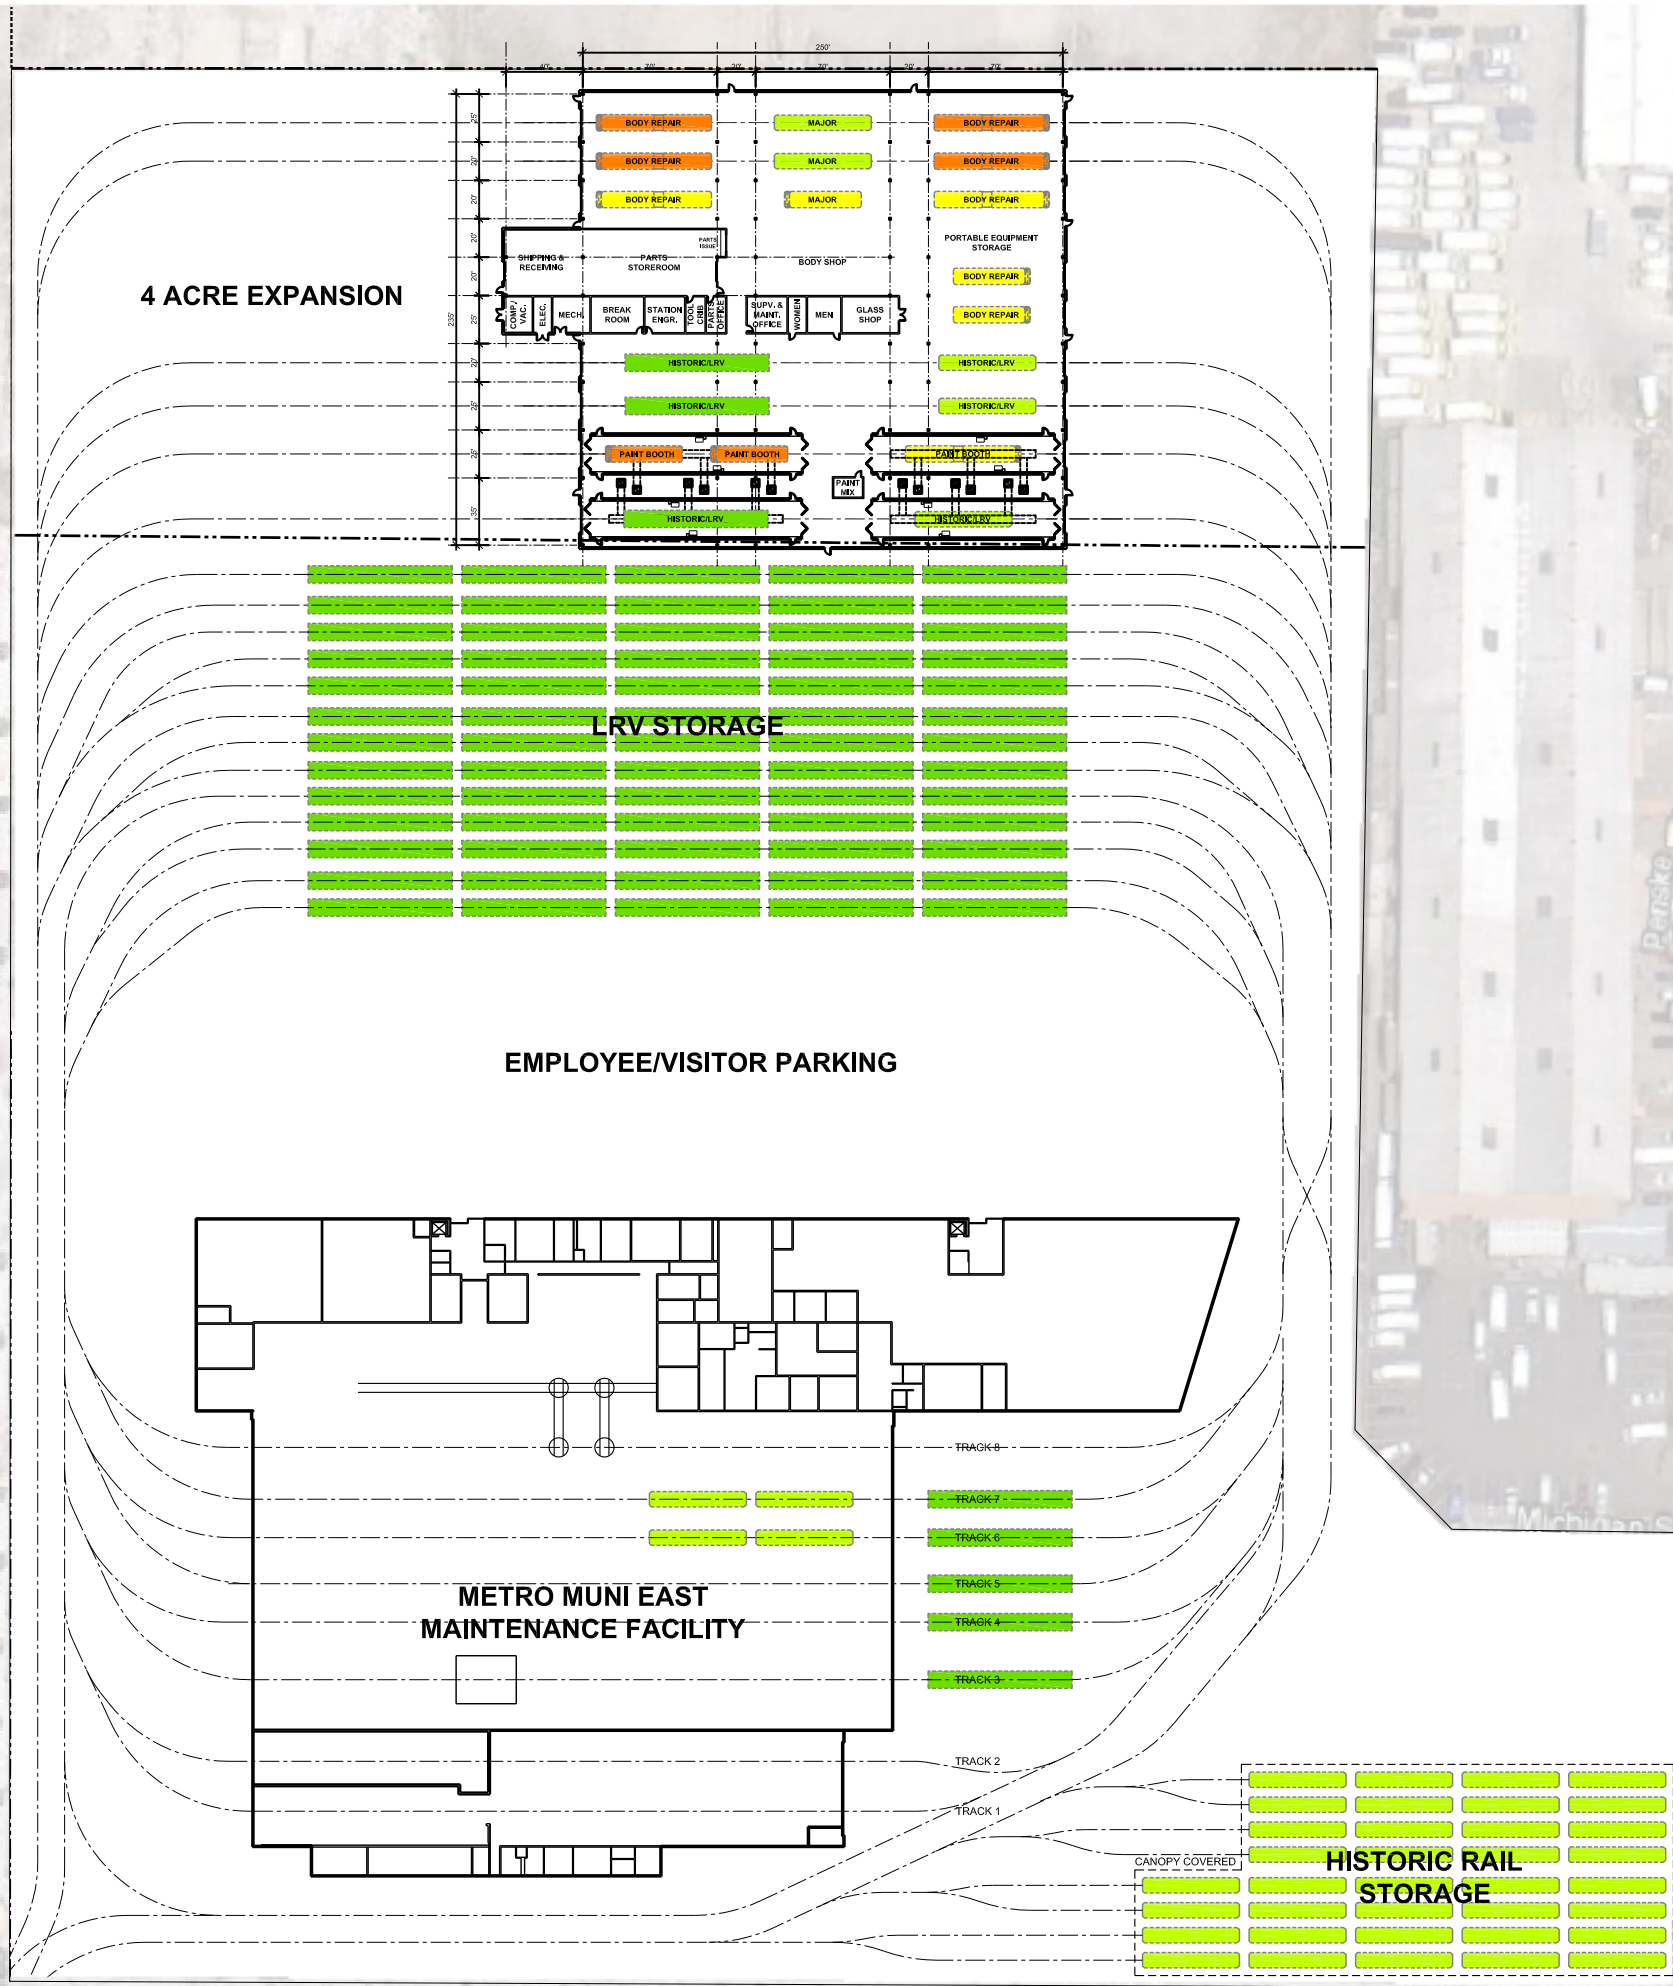 250'
40'
70'
20'
70'
20'
70'
25'
BODY REPAIR
MAJOR
BODY REPAIR
20'
BODY REPAIR
MAJOR
BODY REPAIR
20'
BODY REPAIR
MAJOR
BODY REPAIR
20'
PARTS
ISSUE
PORTABLE EQUIPMENT
STORAGE
SHIPPING &
RECEIVING
PARTS
STOREROOM
BODY SHOP
20'
BODY REPAIR
4 ACRE EXPANSION
235'
25'
COMP./
VAC.
ELEC.
MECH.
BREAK
ROOM
STATION
ENGR.
TOOL
CRIB
PARTS
OFFICE
SUPV. &
MAINT.
OFFICE
WOMEN
MEN
GLASS
SHOP
BODY REPAIR
20'
HISTORIC/LRV
HISTORIC/LRV
25'
HISTORIC/LRV
HISTORIC/LRV
25'
PAINT BOOTH
PAINT BOOTH
PAINT BOOTH
PAINT
MIX
35'
HISTORIC/LRV
HISTORIC/LRV
LRV STORAGE
Penske
EMPLOYEE/VISITOR PARKING
TRACK 8
TRACK 7
Michigan S
TRACK 6
TRACK 5
METRO MUNI EAST
MAINTENANCE FACILITY
TRACK 4
TRACK 3
TRACK 2
TRACK 1
CANOPY COVERED
HISTORIC RAIL
STORAGE